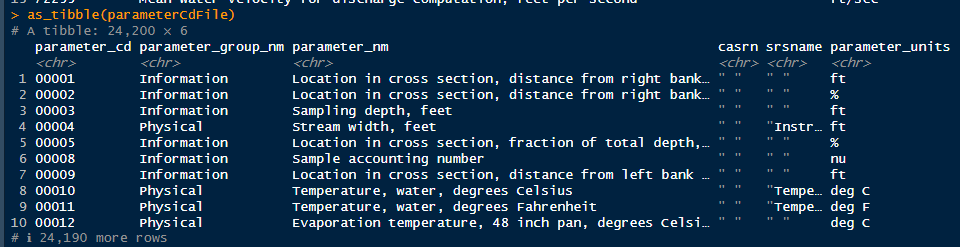 > as_tibble(parameterCdFile)
# A tibble: 24,200 × 6
   parameter_cd parameter_group_nm parameter_nm                                        casrn srsname parameter_units
   <chr>        <chr>              <chr>                                               <chr> <chr>   <chr>
 1 00001        Information        Location in cross section, distance from right bank… " "   " "     ft
 2 00002        Information        Location in cross section, distance from right bank… " "   " "     %
 3 00003        Information        Sampling depth, feet                                " "   " "     ft
 4 00004        Physical           Stream width, feet                                  " "   "Instr… ft
 5 00005        Information        Location in cross section, fraction of total depth,… " "   " "     %
 6 00008        Information        Sample accounting number                            " "   " "     nu
 7 00009        Information        Location in cross section, distance from left bank … " "   " "     ft
 8 00010        Physical           Temperature, water, degrees Celsius                 " "   "Tempe… deg C
 9 00011        Physical           Temperature, water, degrees Fahrenheit              " "   "Tempe… deg F
10 00012        Physical           Evaporation temperature, 48 inch pan, degrees Celsi… " "   " "     deg C
# ℹ 24,190 more rows